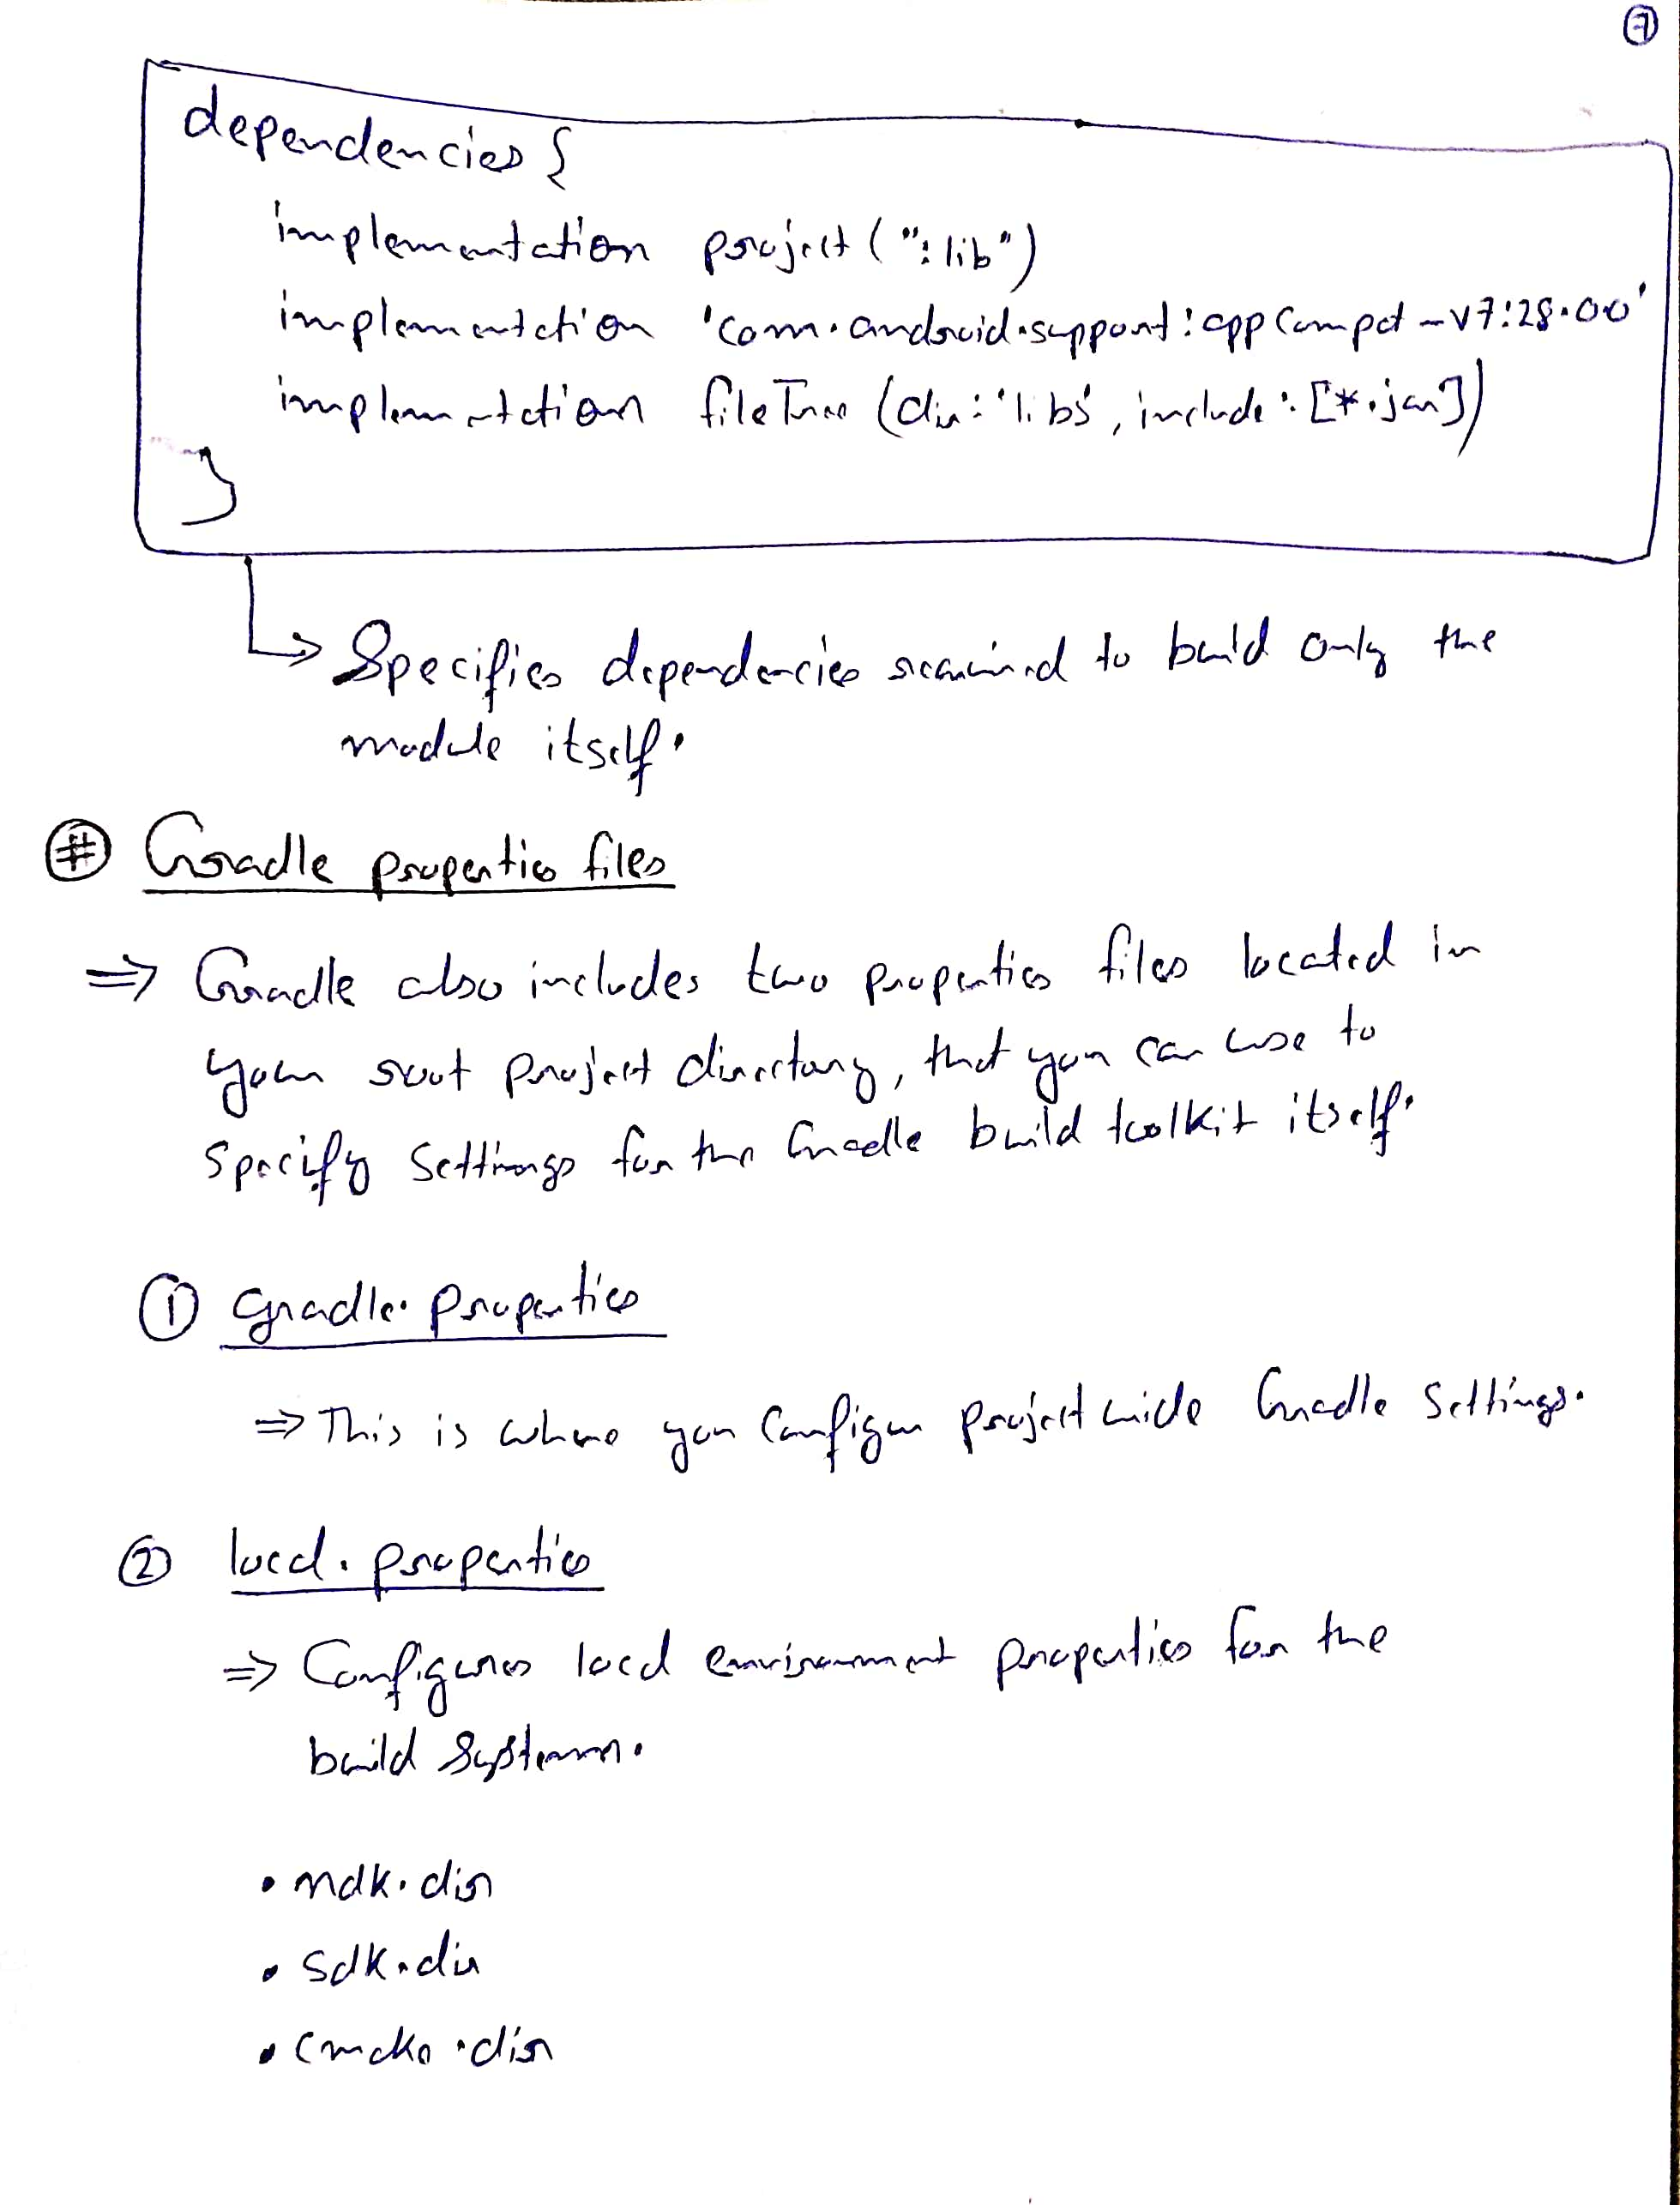 7
dependencies {
implementation project (":lib")
implementation 'com.android.support:appCompat-v7:28.0.0'
implementation fileTree (dir: 'libs', include: [*.jar])
}
Specifies dependencies required to build only the
module itself.
# Gradle properties files
⇒ Gradle also includes two properties files located in
your root project directory, that you can use to
specify settings for the Gradle build toolkit itself.
① gradle.properties
⇒ This is where you configure project wide Gradle Settings.
② local.properties
⇒ Configures local environment properties for the
build system.
• ndk.dir
• sdk.dir
• cmake.dir